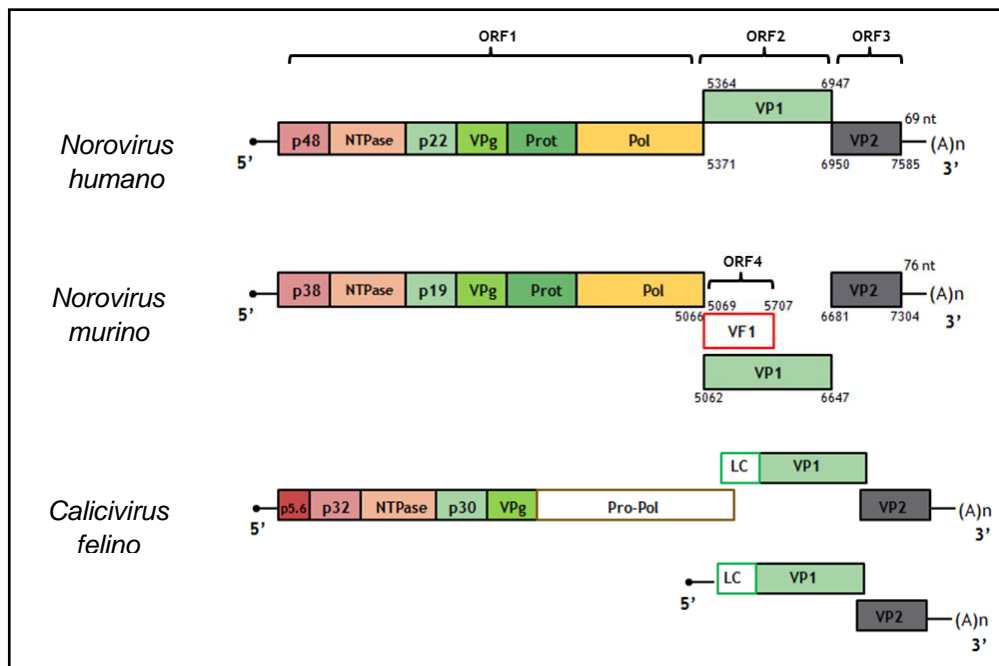 ORF1 ORF2 ORF3
5364 6947
VP1
69 nt
Norovirus
humano
p48 NTPase p22 VPg Prot Pol VP2 (A)n
5' 5371 6950 7585 3'
ORF4
76 nt
Norovirus
murino
p38 NTPase p19 VPg Prot Pol VP2 (A)n
5' 5066 5069 5707 6681 7304 3'
VF1
VP1
5062 6647
LC VP1
Calicivirus
felino
p5.6 p32 NTPase p30 VPg Pro-Pol VP2 (A)n
5' 3'
LC VP1
5'
VP2 (A)n
3'